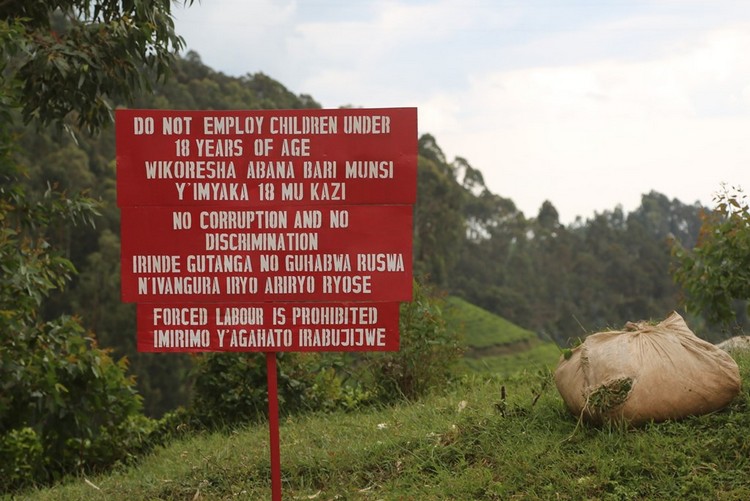 DO NOT EMPLOY CHILDREN UNDER
18 YEARS OF AGE
WIKORESHA ABANA BARI MUNSI
Y'IMYAKA 18 MU KAZI
NO CORRUPTION AND NO
DISCRIMINATION
IRINDE GUTANGA NO GUHABWA RUSWA
N'IVANGURA IRYO ARIRYO RYOSE
FORCED LABOUR IS PROHIBITED
IMIRIMO Y'AGAHATO IRABUJIJWE